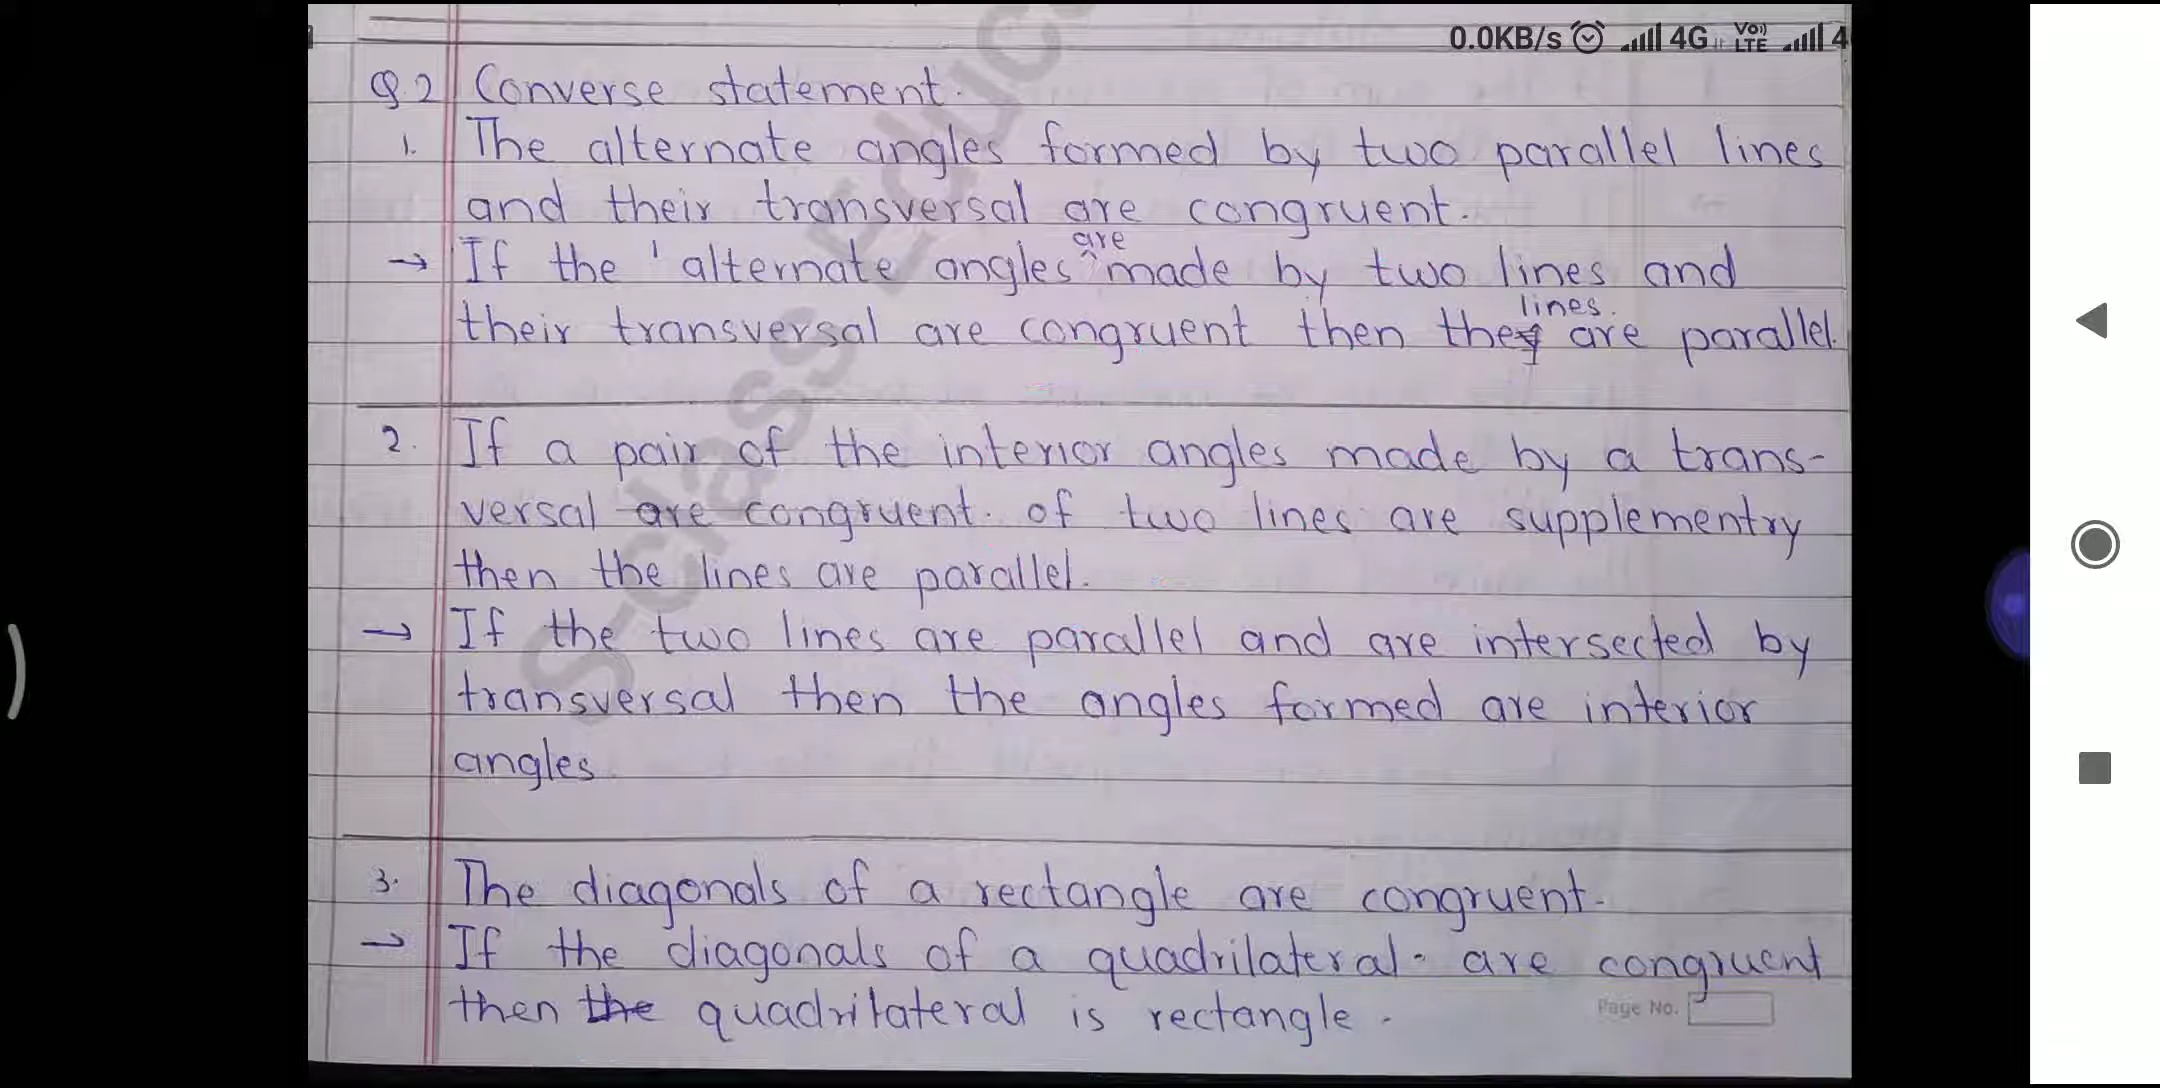 0.0KB/s 4G VoLTE 4
Q.2 Converse statement.
1. The alternate angles formed by two parallel lines
and their transversal are congruent.
are
→ If the alternate angles ^ made by two lines and
lines.
their transversal are congruent then they are parallel.
2. If a pair of the interior angles made by a trans-
versal are congruent. of two lines are supplementry
then the lines are parallel.
→ If the two lines are parallel and are intersected by
transversal then the angles formed are interior
angles.
3. The diagonals of a rectangle are congruent.
→ If the diagonals of a quadrilateral. are congruent
then the quadrilateral is rectangle.
Page No.
S-class Educ